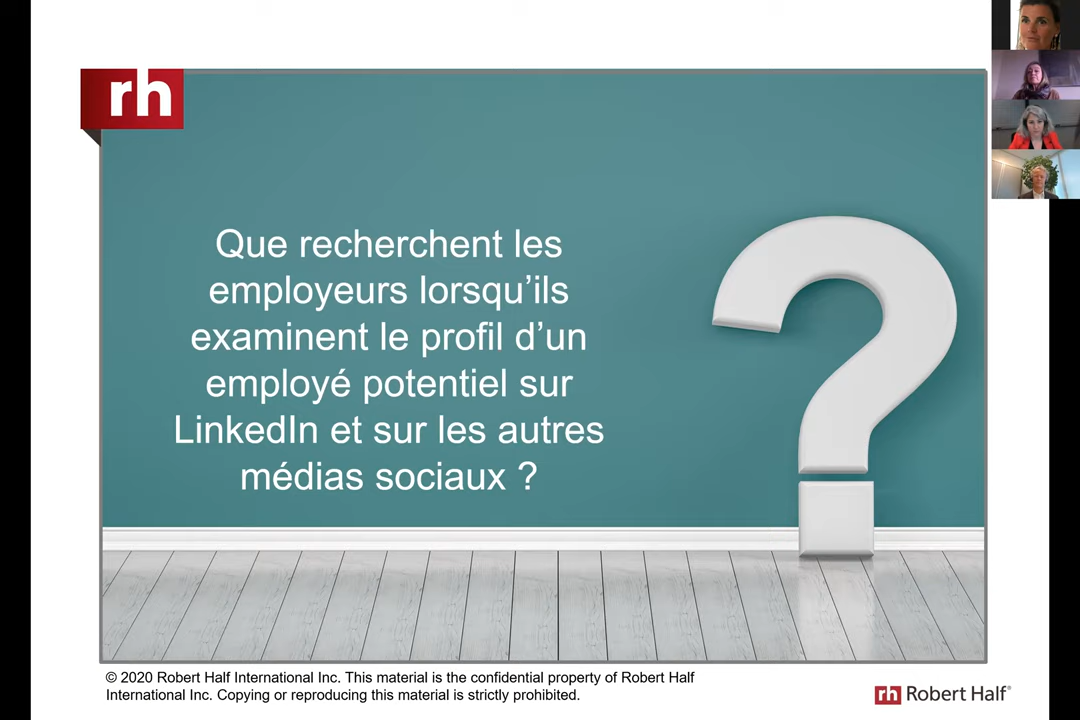 rh
Que recherchent les
employeurs lorsqu’ils
examinent le profil d’un
employé potentiel sur
LinkedIn et sur les autres
médias sociaux ?
© 2020 Robert Half International Inc. This material is the confidential property of Robert Half
International Inc. Copying or reproducing this material is strictly prohibited.
rh Robert Half®